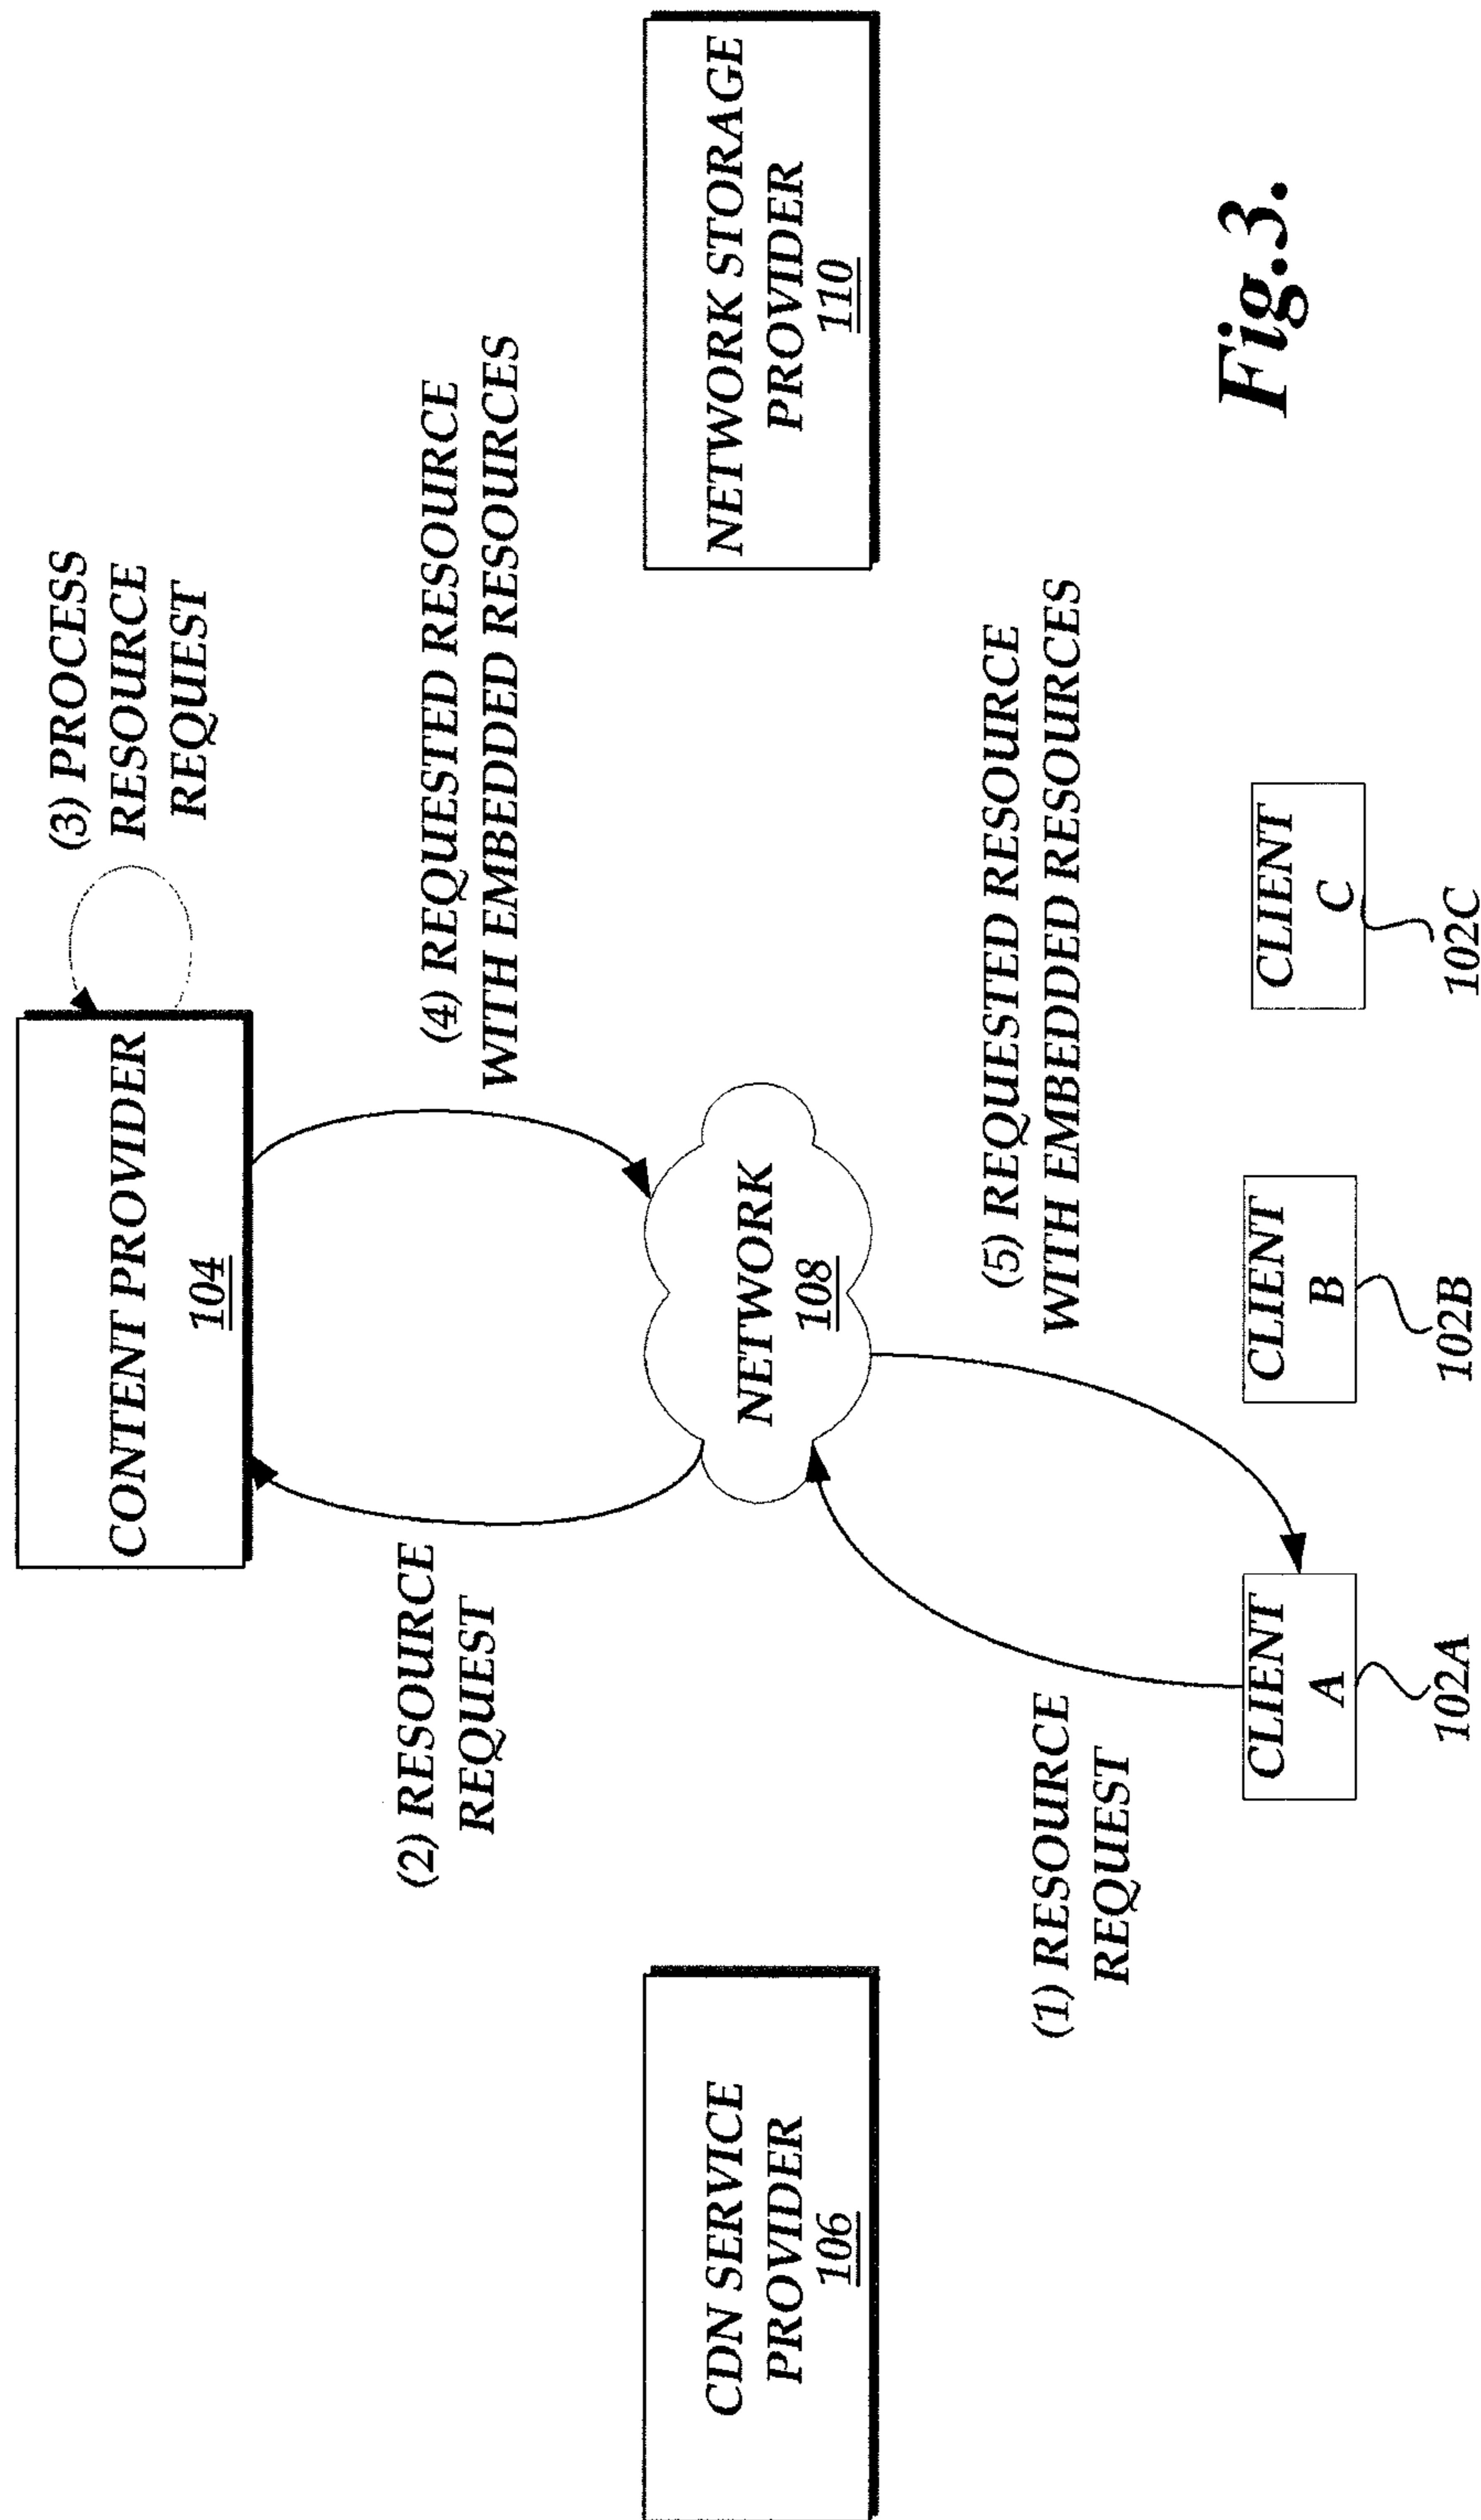 (3) PROCESS
RESOURCE
REQUEST
CONTENT PROVIDER
104
(2) RESOURCE
REQUEST
(4) REQUESTED RESOURCE
WITH EMBEDDED RESOURCES
CDN SERVICE
PROVIDER
106
NETWORK
108
NETWORK STORAGE
PROVIDER
110
(1) RESOURCE
REQUEST
(5) REQUESTED RESOURCE
WITH EMBEDDED RESOURCES
CLIENT
A
102A
CLIENT
B
102B
CLIENT
C
102C
Fig.3.